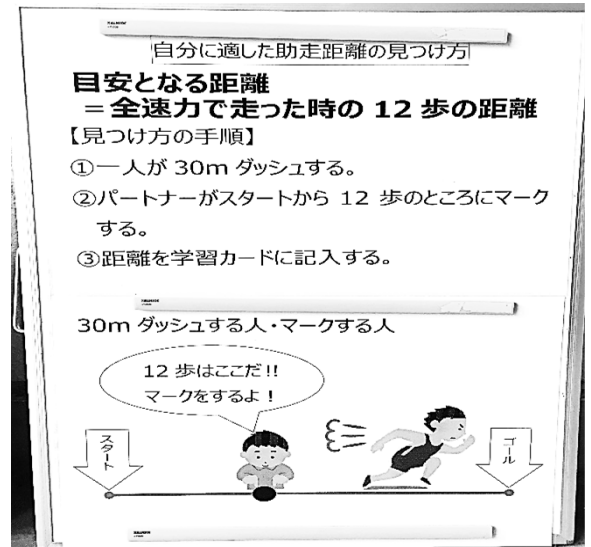 自分に適した助走距離の見つけ方
目安となる距離
＝全速力で走った時の 12 歩の距離
【見つけ方の手順】
①一人が 30m ダッシュする。
②パートナーがスタートから 12 歩のところにマーク
する。
③距離を学習カードに記入する。
30m ダッシュする人・マークする人
12 歩はここだ!!
マークをするよ！
スタート
ゴール